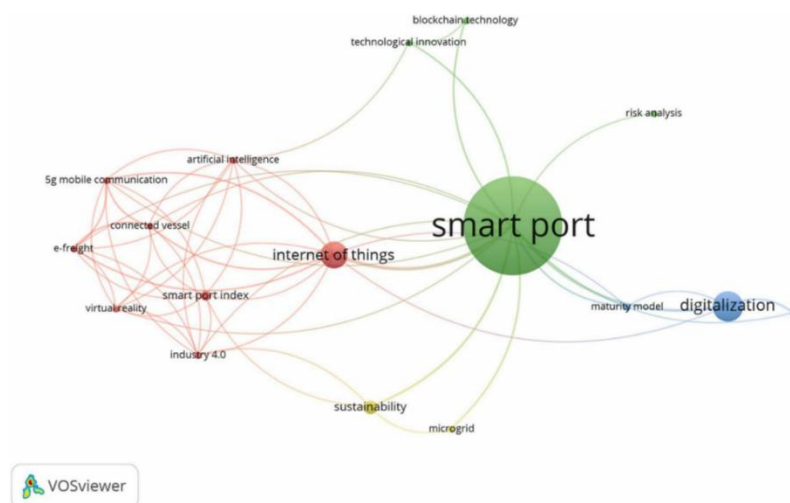 blockchain technology
technological innovation
risk analysis
artificial intelligence
5g mobile communication
connected vessel
smart port
e-freight
internet of things
smart port index
virtual reality
maturity model
digitalization
industry 4.0
sustainability
microgrid
VOSviewer